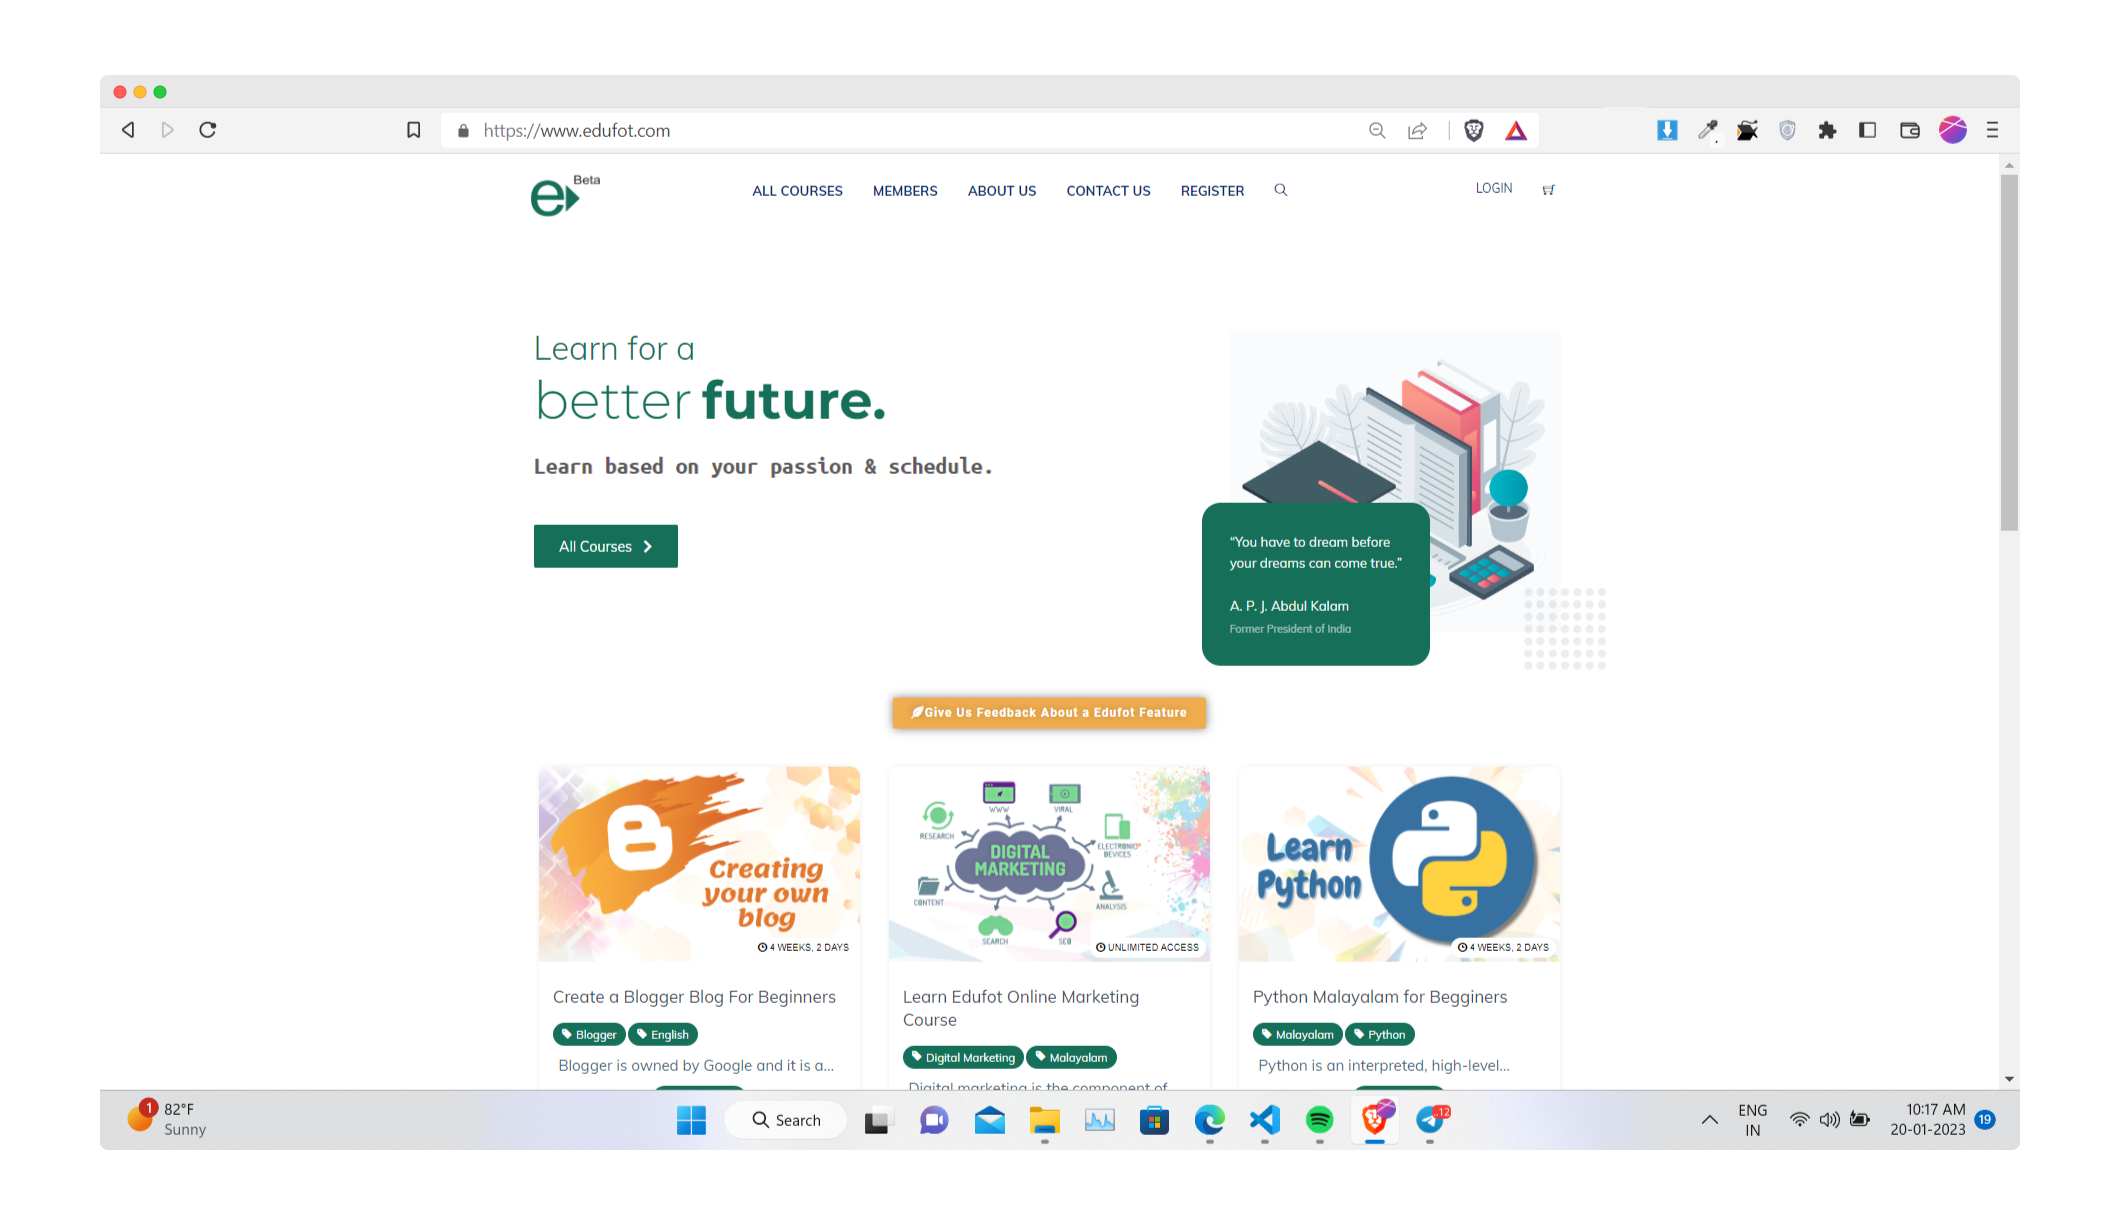 https://www.edufot.com
Beta
e
ALL COURSES
MEMBERS
ABOUT US
CONTACT US
REGISTER
LOGIN
Learn for a
better future.
Learn based on your passion & schedule.
All Courses
“You have to dream before
your dreams can come true.”
A. P. J. Abdul Kalam
Former President of India
Give Us Feedback About a Edufot Feature
Creating
your own
blog
4 WEEKS, 2 DAYS
Create a Blogger Blog For Beginners
Blogger
English
Blogger is owned by Google and it is a...
WWW
VIRAL
RESEARCH
ELECTRONIC
DEVICES
DIGITAL
MARKETING
CONTENT
ANALYSIS
SEARCH
SEO
UNLIMITED ACCESS
Learn Edufot Online Marketing
Course
Digital Marketing
Malayalam
Digital marketing is the component of
Learn
Python
4 WEEKS, 2 DAYS
Python Malayalam for Begginers
Malayalam
Python
Python is an interpreted, high-level...
1
82°F
Sunny
Search
..12
ENG
IN
10:17 AM
20-01-2023
19